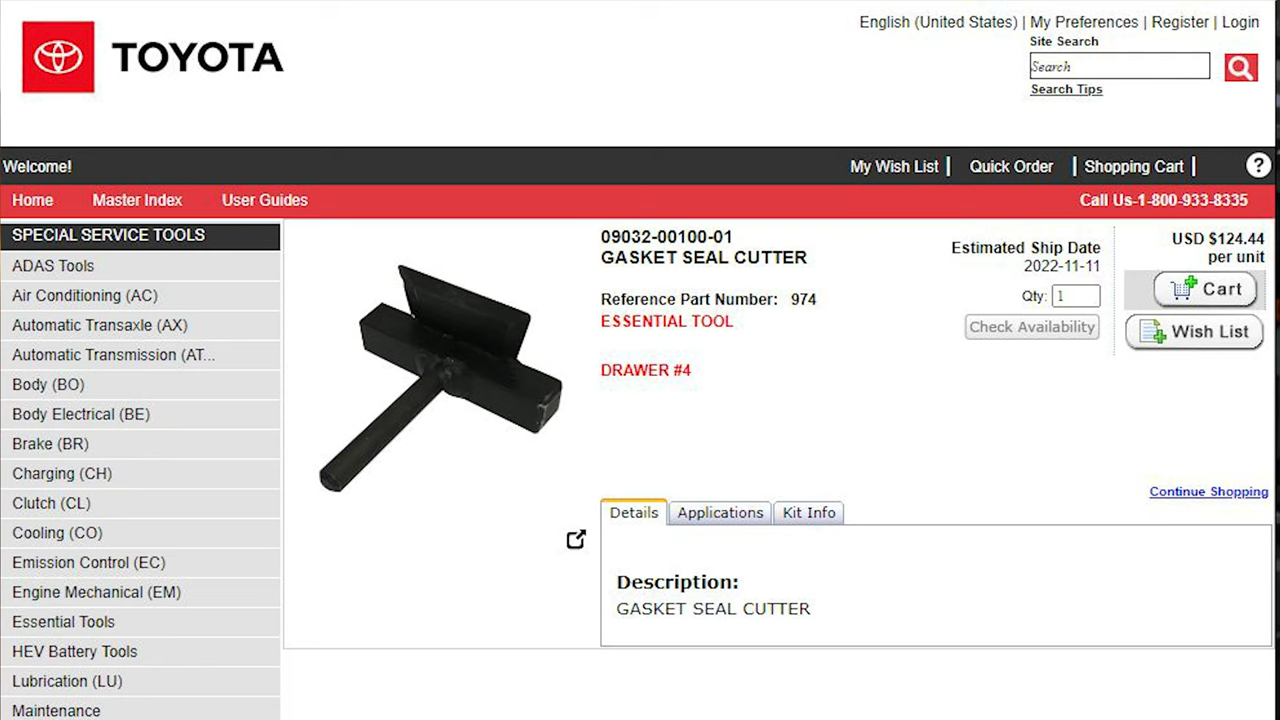 TOYOTA
English (United States) | My Preferences | Register | Login
Site Search
Search
Search Tips
Welcome!
My Wish List | Quick Order | Shopping Cart | ?
Home Master Index User Guides Call Us-1-800-933-8335
SPECIAL SERVICE TOOLS
ADAS Tools
Air Conditioning (AC)
Automatic Transaxle (AX)
Automatic Transmission (AT...
Body (BO)
Body Electrical (BE)
Brake (BR)
Charging (CH)
Clutch (CL)
Cooling (CO)
Emission Control (EC)
Engine Mechanical (EM)
Essential Tools
HEV Battery Tools
Lubrication (LU)
Maintenance
09032-00100-01
GASKET SEAL CUTTER
Reference Part Number: 974
ESSENTIAL TOOL
DRAWER #4
Estimated Ship Date
2022-11-11
Qty: 1
Check Availability
USD $124.44
per unit
Cart
Wish List
Continue Shopping
Details Applications Kit Info
Description:
GASKET SEAL CUTTER